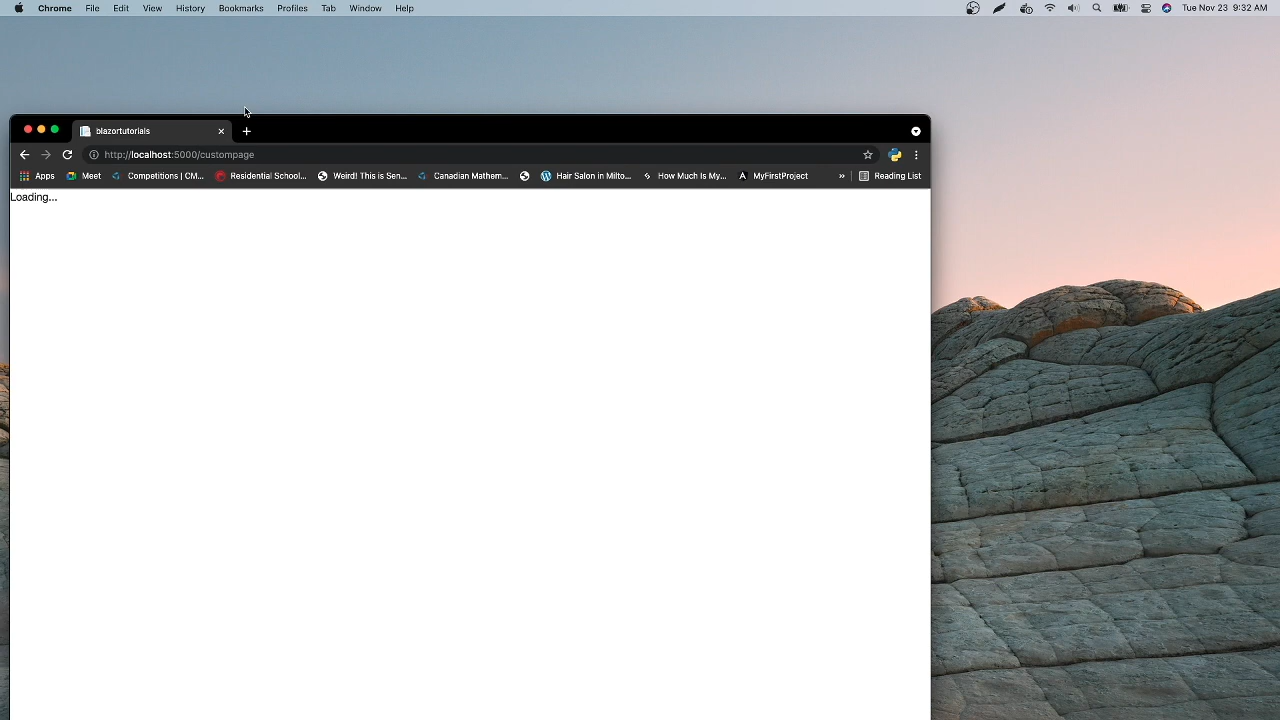 Chrome File Edit View History Bookmarks Profiles Tab Window Help Tue Nov 23 9:32 AM
blazortutorials
http://localhost:5000/custompage
Apps Meet Competitions | CM... Residential School... Weird! This is Sen... Canadian Mathem... Hair Salon in Milto... How Much Is My... MyFirstProject » Reading List
Loading...